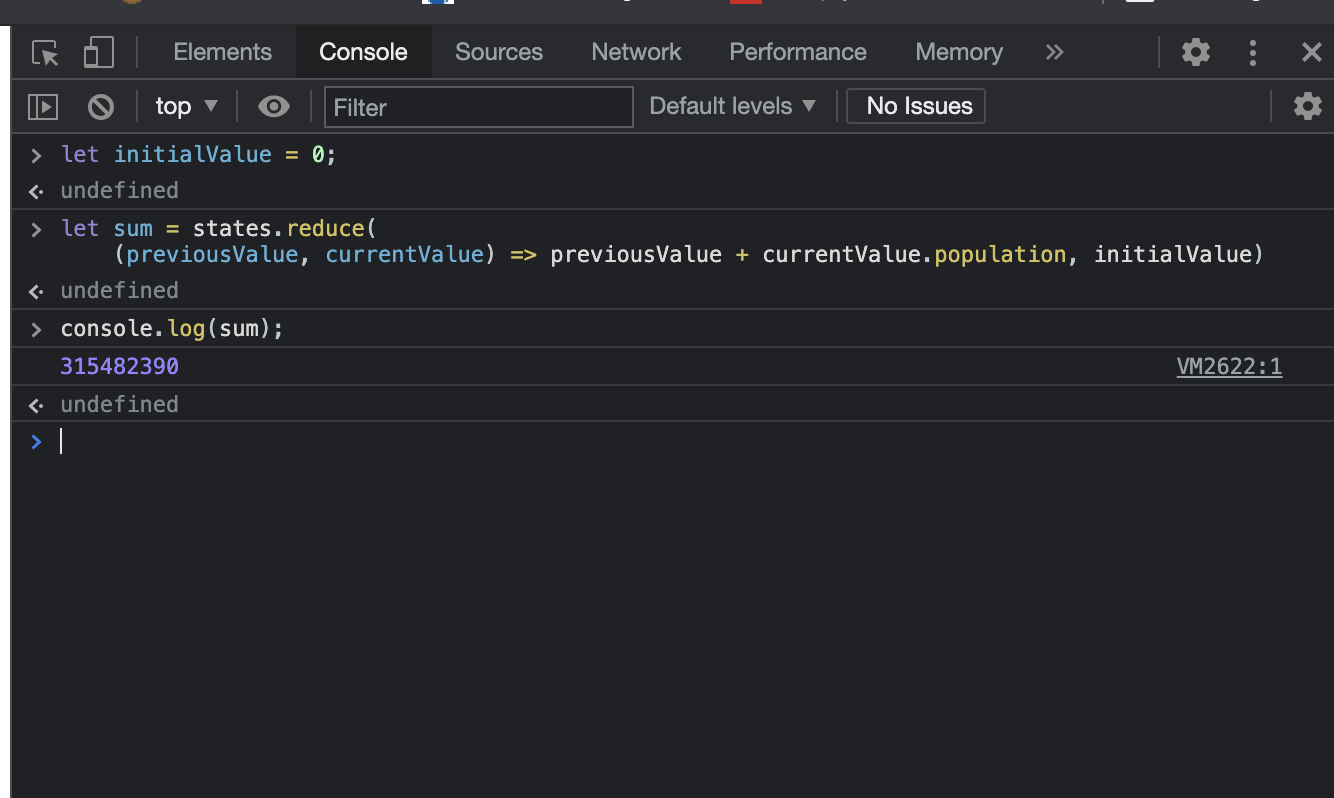 Elements Console Sources Network Performance Memory »
top ▼ Filter Default levels ▼ No Issues
> let initialValue = 0;
<· undefined
> let sum = states.reduce(
(previousValue, currentValue) => previousValue + currentValue.population, initialValue)
<· undefined
> console.log(sum);
315482390 VM2622:1
<· undefined
>